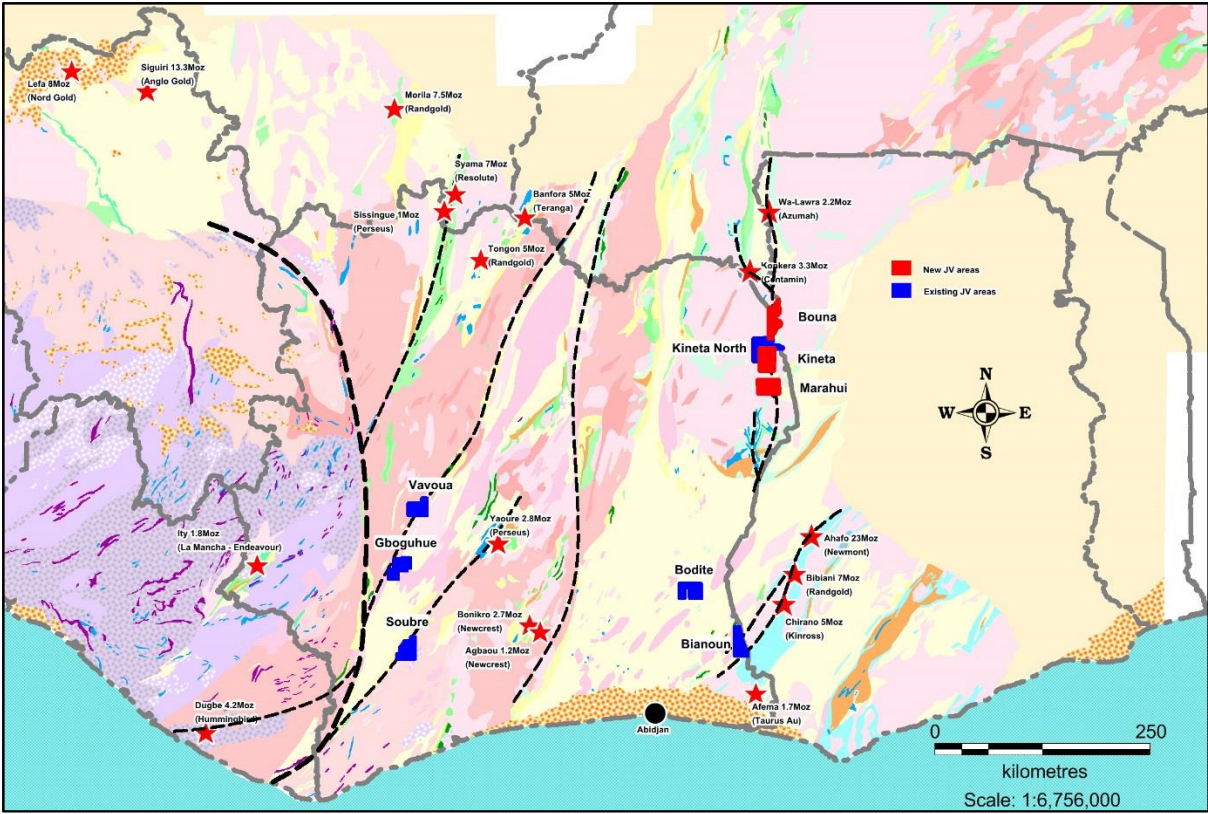 Siguiri 13.3Moz
(Anglo Gold)
Lefa 8Moz
(Nord Gold)
Morila 7.5Moz
(Randgold)
Syama 7Moz
(Resolute)
Banfora 5Moz
(Teranga)
Sissingue 1Moz
(Perseus)
Wa-Lawra 2.2Moz
(Azumah)
Tongon 5Moz
(Randgold)
Konkera 3.3Moz
(Centamin)
New JV areas
Existing JV areas
Bouna
Kineta North
Kineta
Marahui
N
W
E
S
Vavoua
Yaoure 2.8Moz
(Perseus)
Ity 1.8Moz
(La Mancha - Endeavour)
Gboguhue
Ahafo 23Moz
(Newmont)
Bibiani 7Moz
(Randgold)
Bodite
Chirano 5Moz
(Kinross)
Bonikro 2.7Moz
(Newcrest)
Soubre
Agbaou 1.2Moz
(Newcrest)
Bianoun
Dugbe 4.2Moz
(Hummingbird)
Afema 1.7Moz
(Taurus Au)
Abidjan
0
250
kilometres
Scale: 1:6,756,000